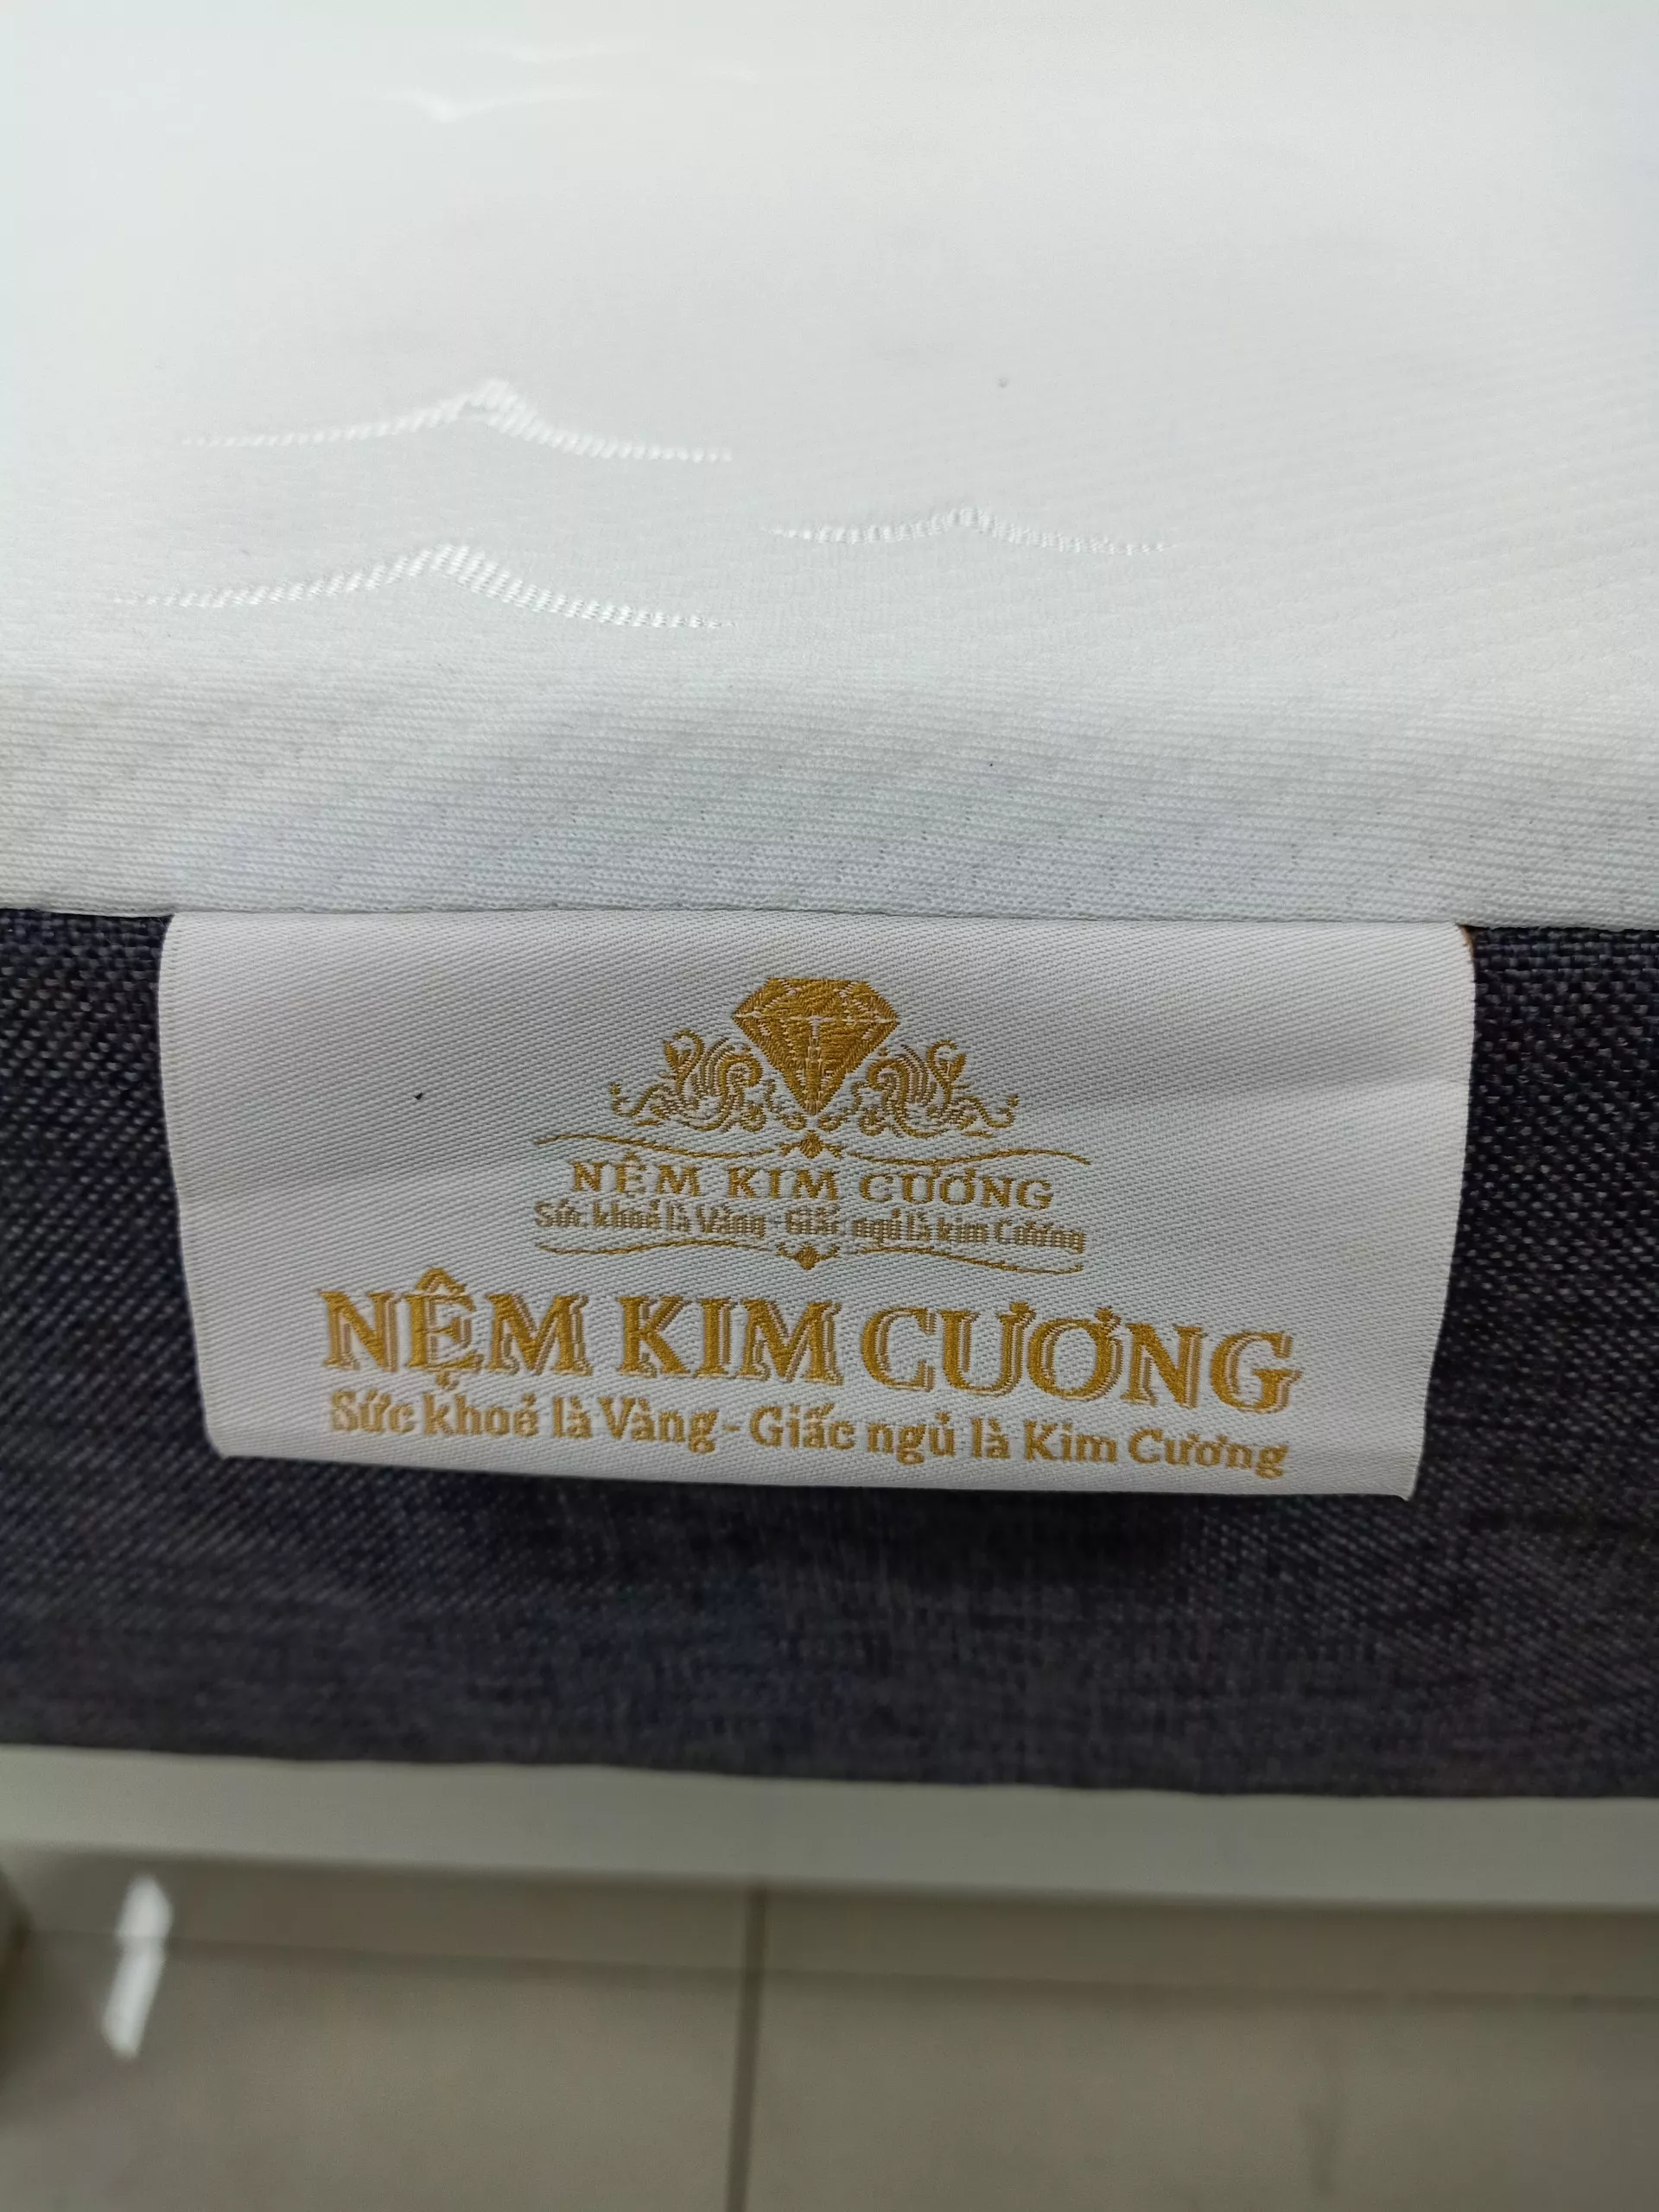 NỆM KIM CƯƠNG
Sức khoẻ là Vàng - Giấc ngủ là kim Cương
NỆM KIM CƯƠNG
Sức khoẻ là Vàng - Giấc ngủ là Kim Cương